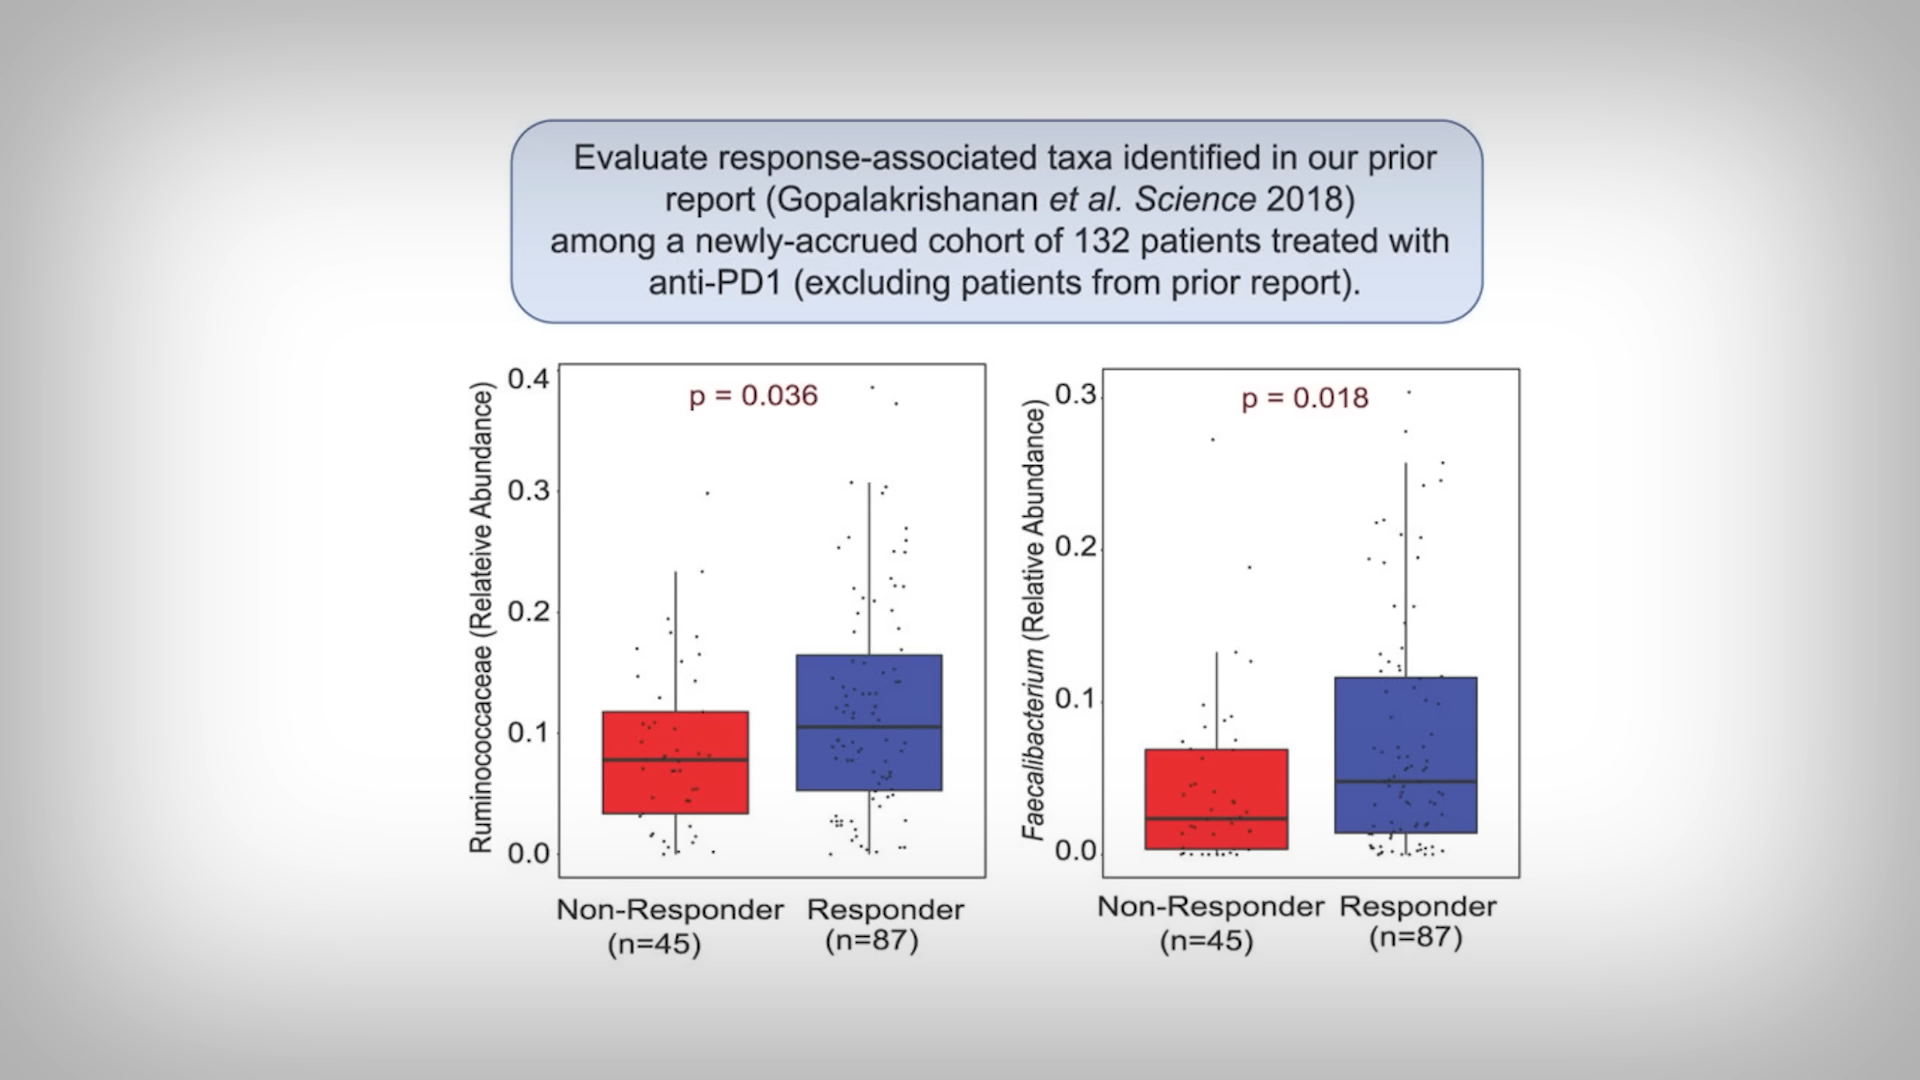 Evaluate response-associated taxa identified in our prior
report (Gopalakrishanan et al. Science 2018)
among a newly-accrued cohort of 132 patients treated with
anti-PD1 (excluding patients from prior report).
Ruminococcaceae (Relateive Abundance)
0.4
0.3
0.2
0.1
0.0
p = 0.036
Non-Responder
(n=45)
Responder
(n=87)
Faecalibacterium (Relative Abundance)
0.3
0.2
0.1
0.0
p = 0.018
Non-Responder
(n=45)
Responder
(n=87)